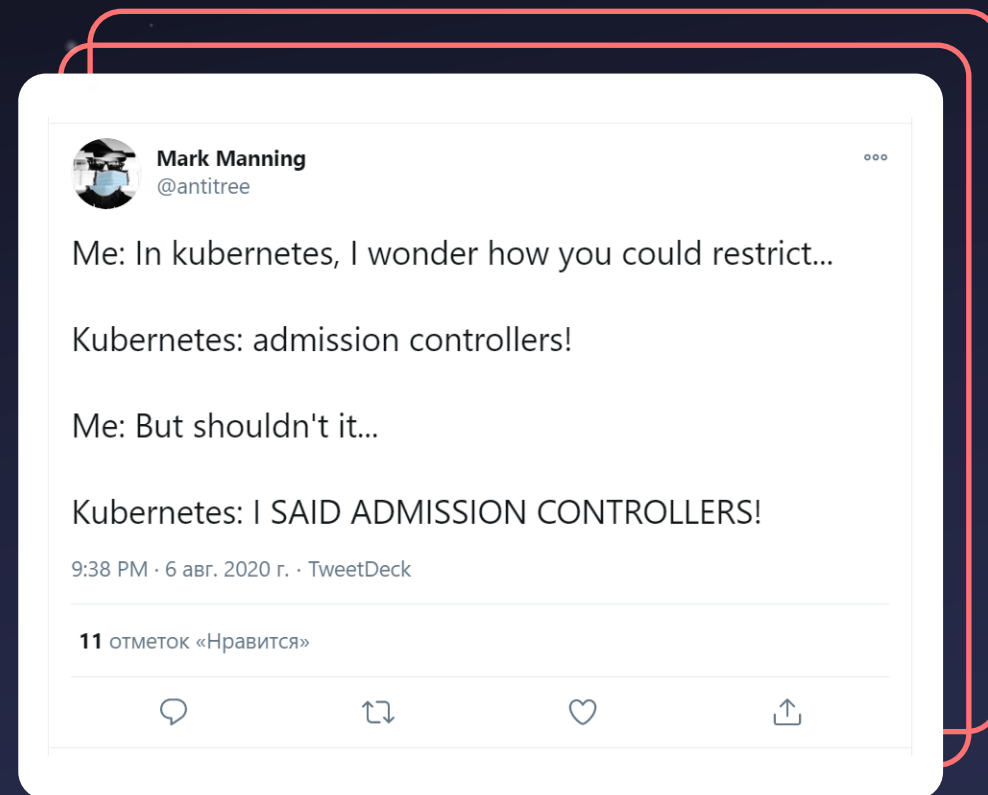 Mark Manning
@antitree
Me: In kubernetes, I wonder how you could restrict...
Kubernetes: admission controllers!
Me: But shouldn't it...
Kubernetes: I SAID ADMISSION CONTROLLERS!
9:38 PM · 6 авг. 2020 г. · TweetDeck
11 отметок «Нравится»